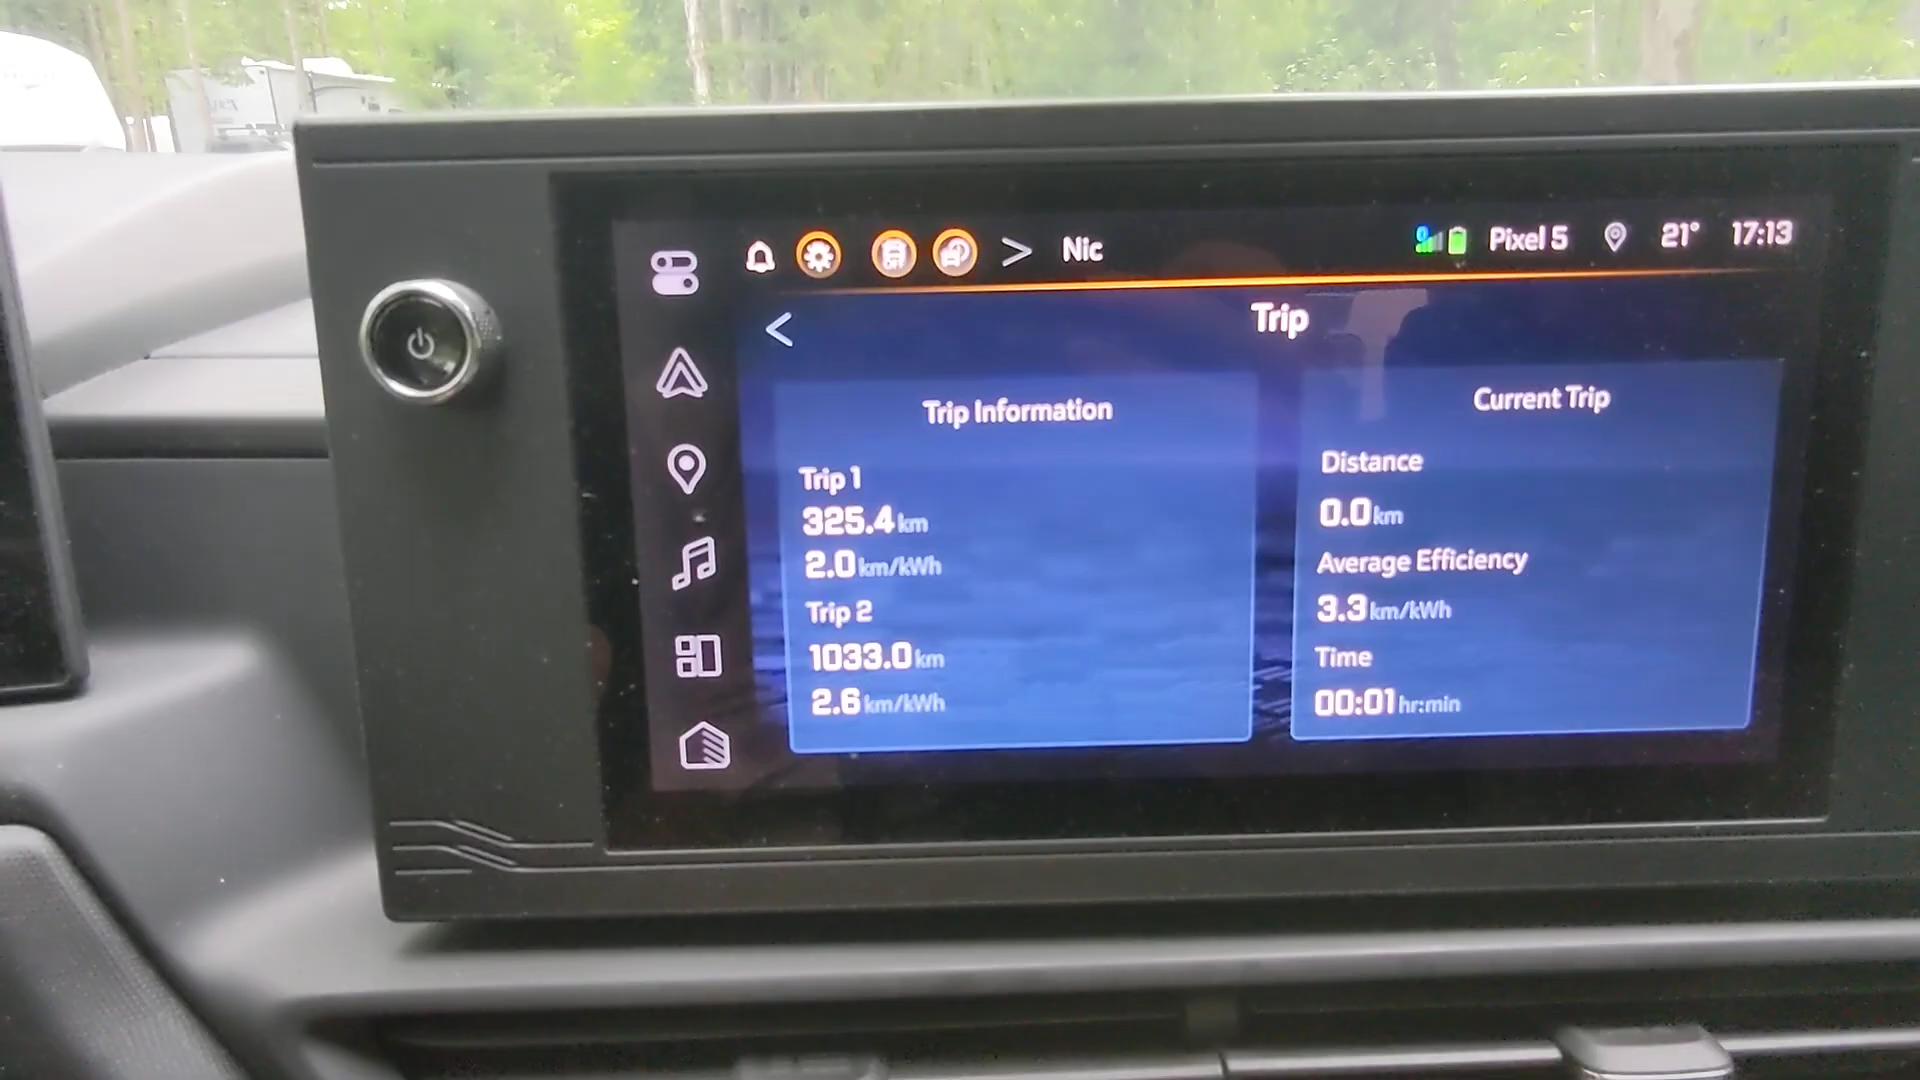 Nic
Pixel 5
21°
17:13
Trip
Trip Information
Trip 1
325.4 km
2.0 km/kWh
Trip 2
1033.0 km
2.6 km/kWh
Current Trip
Distance
0.0 km
Average Efficiency
3.3 km/kWh
Time
00:01 hr:min